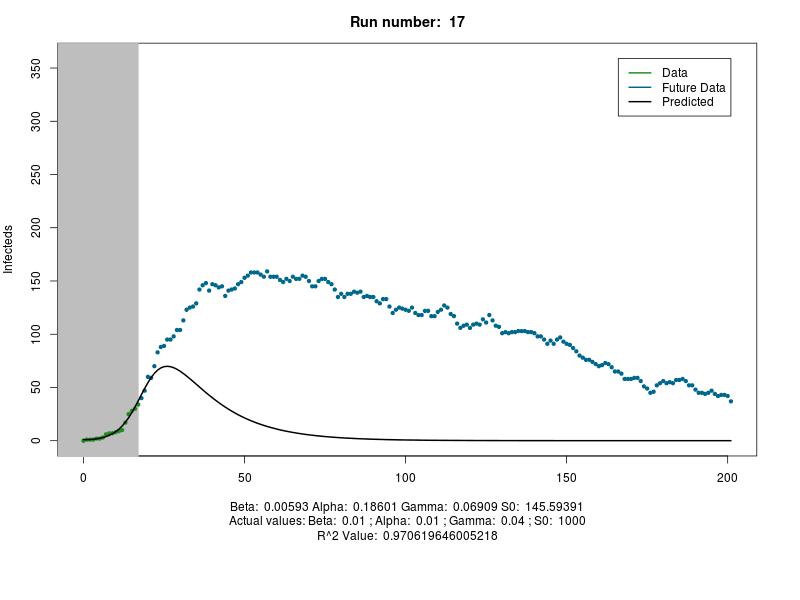 Run number: 17
Data
Future Data
Predicted
350
300
250
200
150
100
50
0
Infecteds
0 50 100 150 200
Beta: 0.00593 Alpha: 0.18601 Gamma: 0.06909 S0: 145.59391
Actual values: Beta: 0.01 ; Alpha: 0.01 ; Gamma: 0.04 ; S0: 1000
R^2 Value: 0.970619646005218